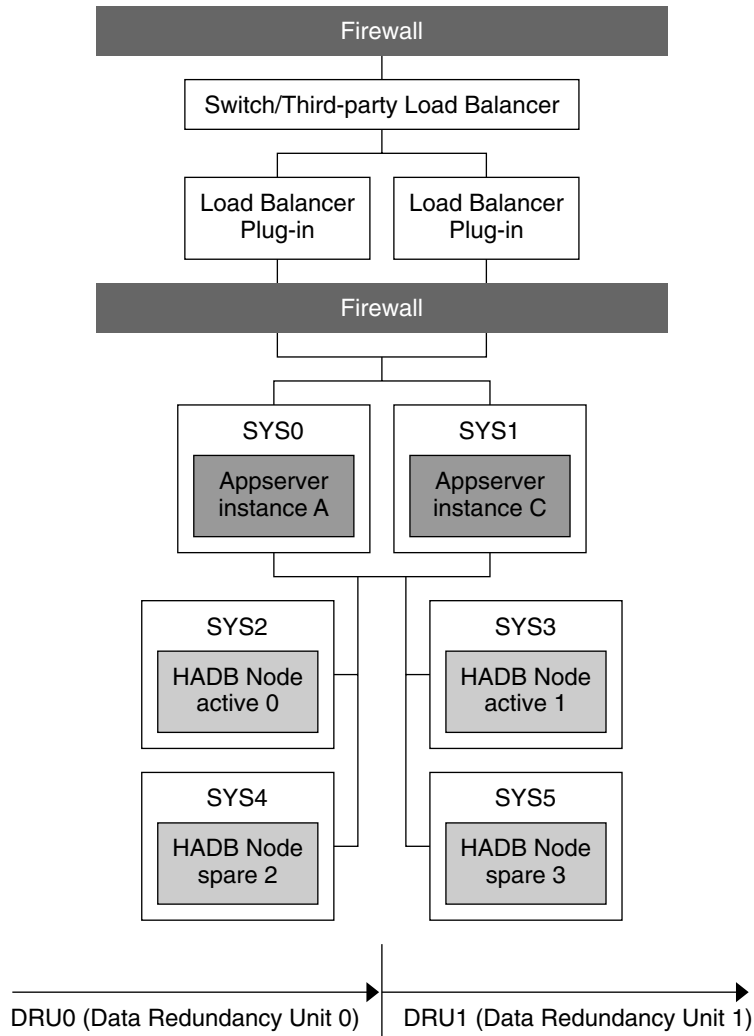 Firewall
Switch/Third-party Load Balancer
Load Balancer
Plug-in
Load Balancer
Plug-in
Firewall
SYS0
Appserver
instance A
SYS1
Appserver
instance C
SYS2
HADB Node
active 0
SYS3
HADB Node
active 1
SYS4
HADB Node
spare 2
SYS5
HADB Node
spare 3
DRU0 (Data Redundancy Unit 0)
DRU1 (Data Redundancy Unit 1)